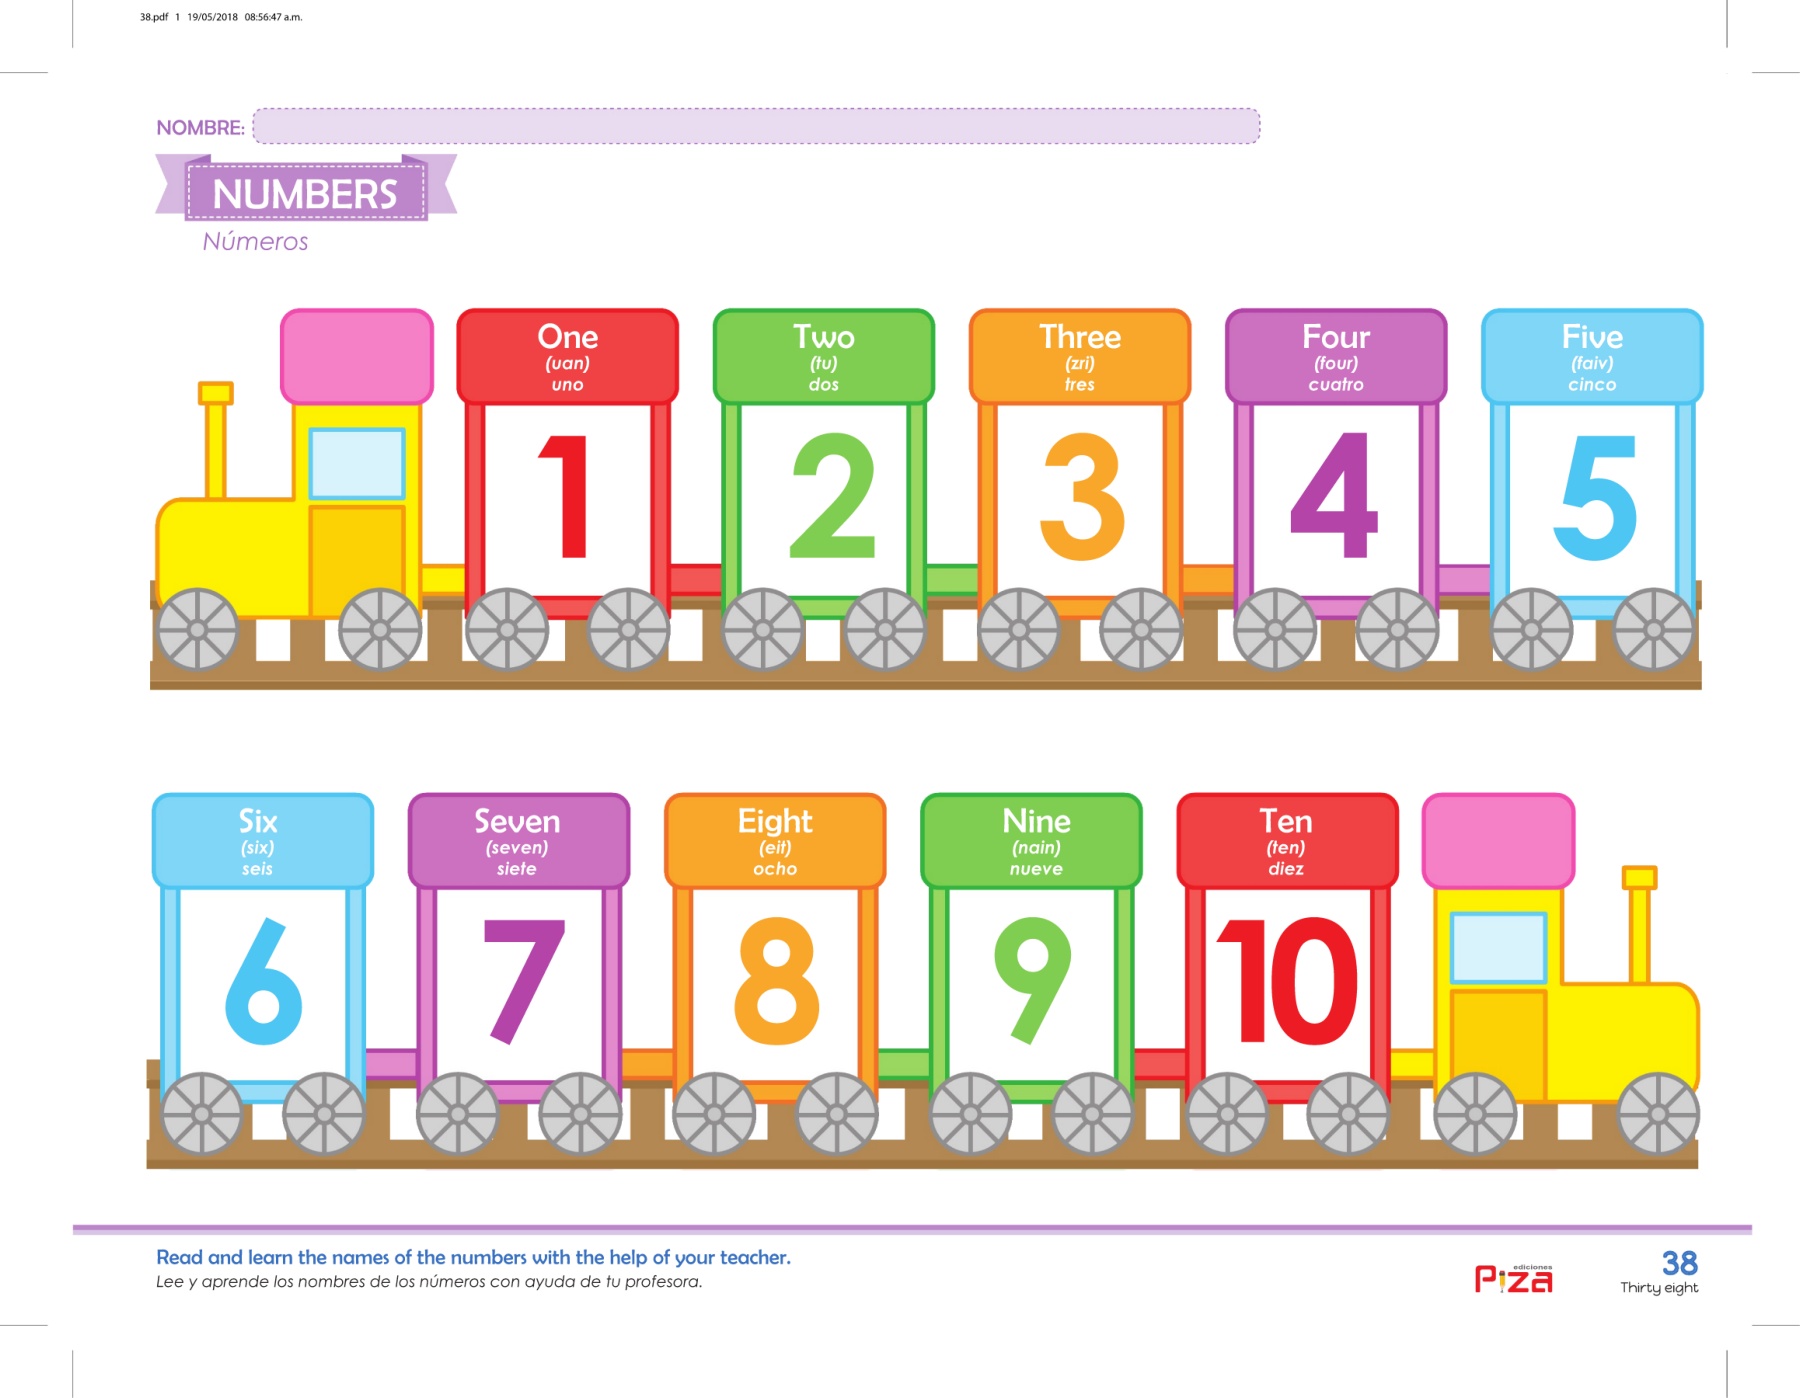 38.pdf 1 19/05/2018 08:56:47 a.m.
NOMBRE:
NUMBERS
Números
One
(uan)
uno
1
Two
(tu)
dos
2
Three
(zri)
tres
3
Four
(four)
cuatro
4
Five
(faiv)
cinco
5
Six
(six)
seis
6
Seven
(seven)
siete
7
Eight
(eit)
ocho
8
Nine
(nain)
nueve
9
Ten
(ten)
diez
10
Read and learn the names of the numbers with the help of your teacher.
Lee y aprende los nombres de los números con ayuda de tu profesora.
ediciones
Piza
38
Thirty eight